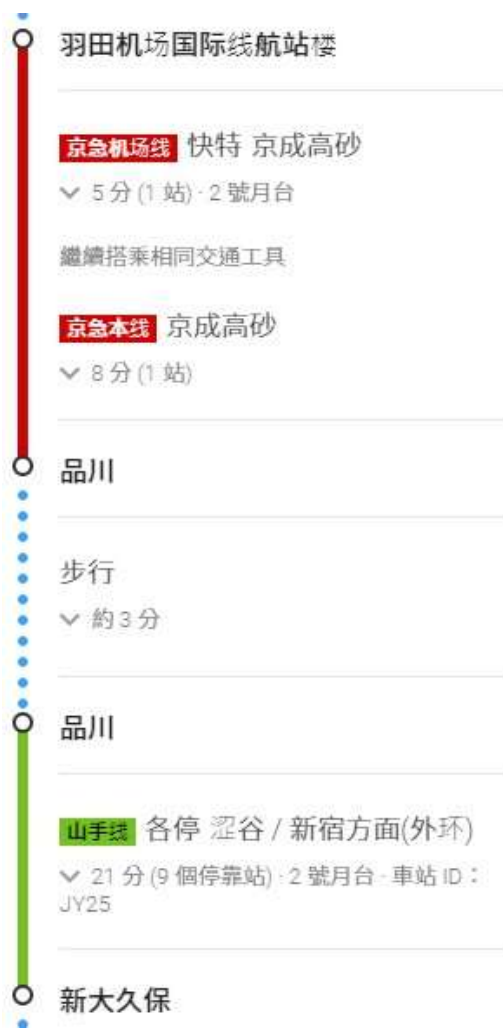 羽田机场国际线航站楼
京急机场线 快特 京成高砂
5 分 (1 站) · 2 號月台
繼續搭乘相同交通工具
京急本线 京成高砂
8 分 (1 站)
品川
步行
約 3 分
品川
山手线 各停 涩谷 / 新宿方面(外环)
21 分 (9 個停靠站) · 2 號月台 · 車站 ID：
JY25
新大久保